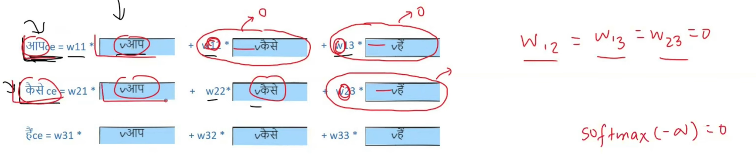 0 0
आपce = w11 * vआप + w12 * vकैसे + w13 * vहैं W12 = W13 = W23 = 0
कैसे ce = w21 * vआप + w22 * vकैसे + w23 * vहैं
हैंce = w31 * vआप + w32 * vकैसे + w33 * vहैं softmax(-∞) = 0